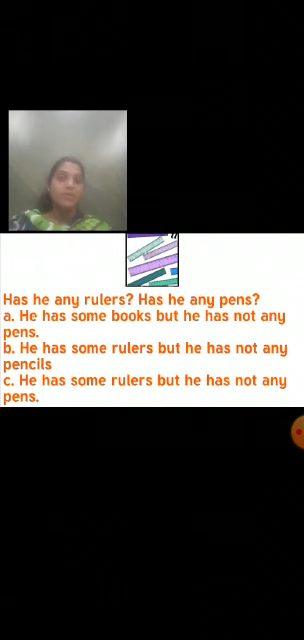 Has he any rulers? Has he any pens?
a. He has some books but he has not any
pens.
b. He has some rulers but he has not any
pencils
c. He has some rulers but he has not any
pens.